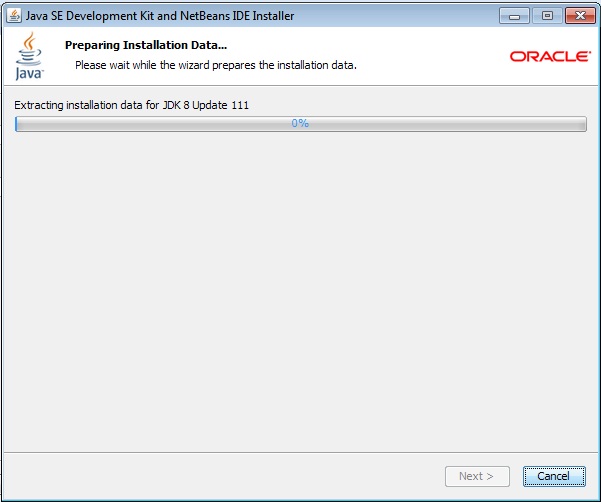 Java SE Development Kit and NetBeans IDE Installer
Preparing Installation Data...
Please wait while the wizard prepares the installation data.
Java™
ORACLE®
Extracting installation data for JDK 8 Update 111
0%
Next >
Cancel